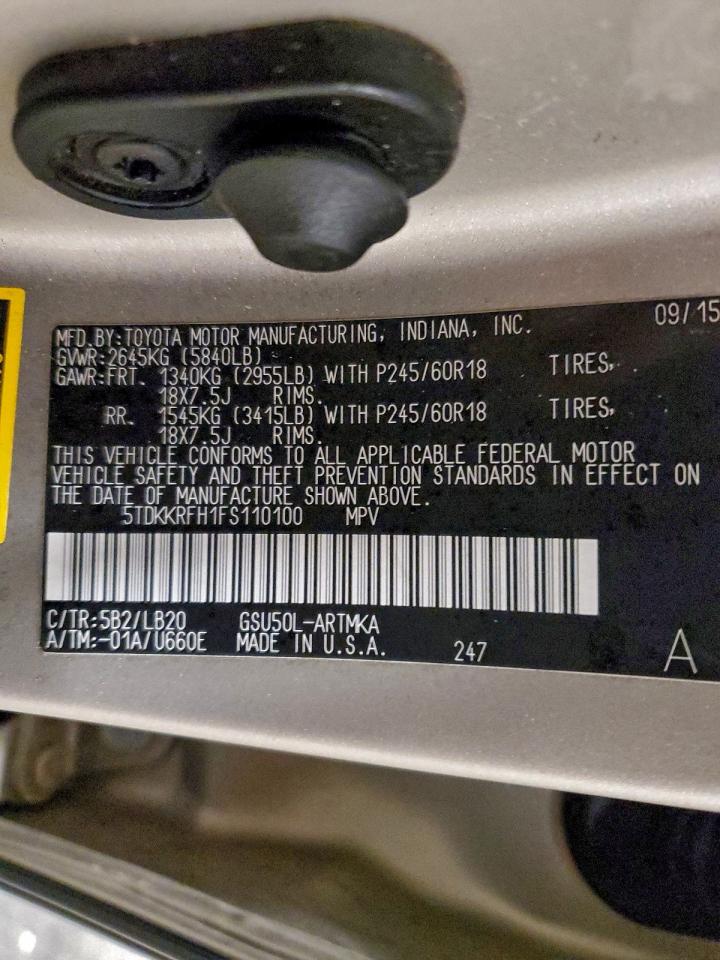 MFD.BY:TOYOTA MOTOR MANUFACTURING, INDIANA, INC. 09/15
GVWR:2645KG (5840LB)
GAWR:FRT. 1340KG (2955LB) WITH P245/60R18 TIRES,
18X7.5J RIMS.
RR. 1545KG (3415LB) WITH P245/60R18 TIRES,
18X7.5J RIMS.
THIS VEHICLE CONFORMS TO ALL APPLICABLE FEDERAL MOTOR
VEHICLE SAFETY AND THEFT PREVENTION STANDARDS IN EFFECT ON
THE DATE OF MANUFACTURE SHOWN ABOVE.
5TDKKRFH1FS110100 MPV
C/TR:5B2/LB20 GSU50L-ARTMKA
A/TM:-01A/U660E MADE IN U.S.A. 247 A